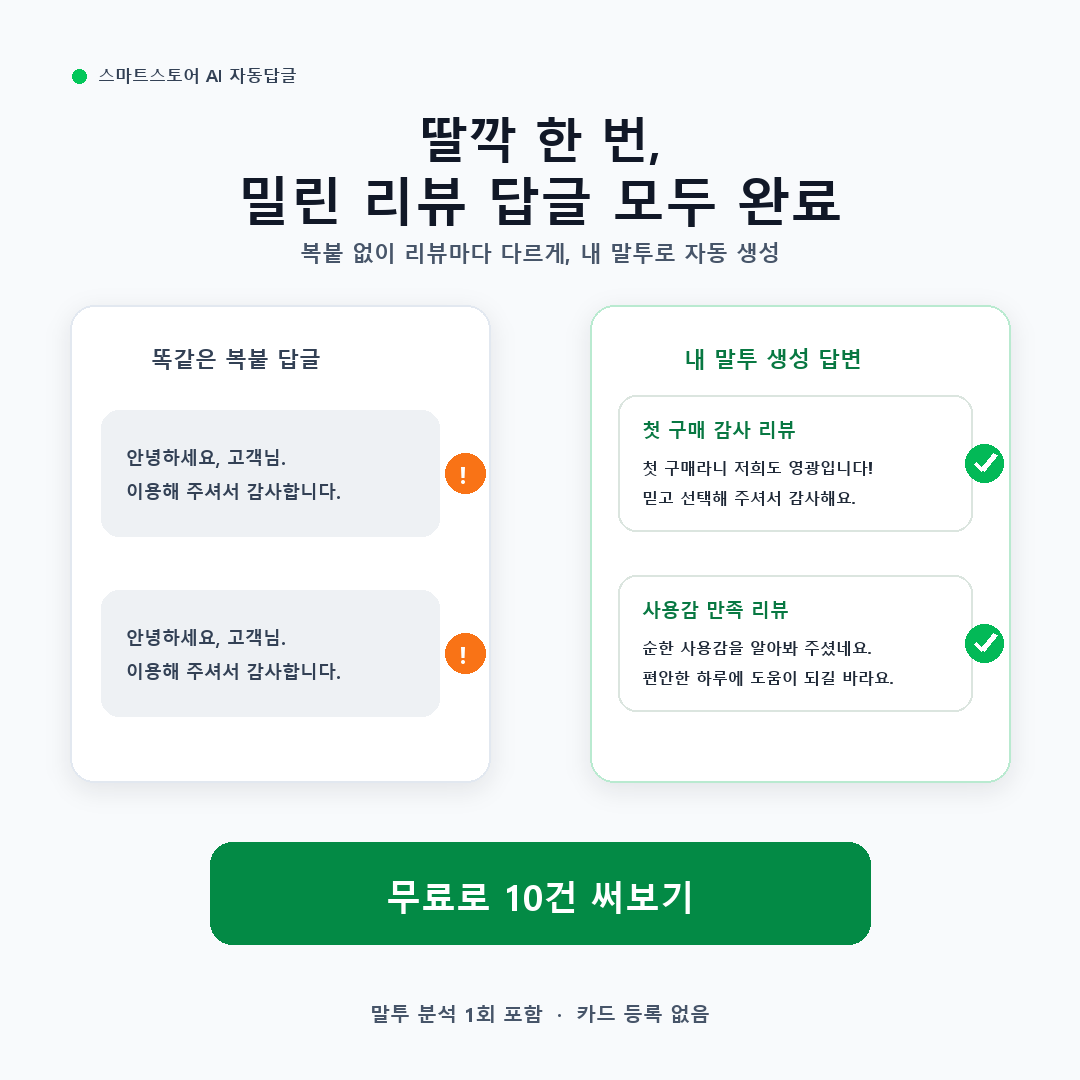 스마트스토어 AI 자동답글
딸깍 한 번,
밀린 리뷰 답글 모두 완료
복붙 없이 리뷰마다 다르게, 내 말투로 자동 생성
똑같은 복붙 답글
안녕하세요, 고객님.
이용해 주셔서 감사합니다.
!
안녕하세요, 고객님.
이용해 주셔서 감사합니다.
!
내 말투 생성 답변
첫 구매 감사 리뷰
첫 구매라니 저희도 영광입니다!
믿고 선택해 주셔서 감사해요.
사용감 만족 리뷰
순한 사용감을 알아봐 주셨네요.
편안한 하루에 도움이 되길 바라요.
무료로 10건 써보기
말투 분석 1회 포함 · 카드 등록 없음